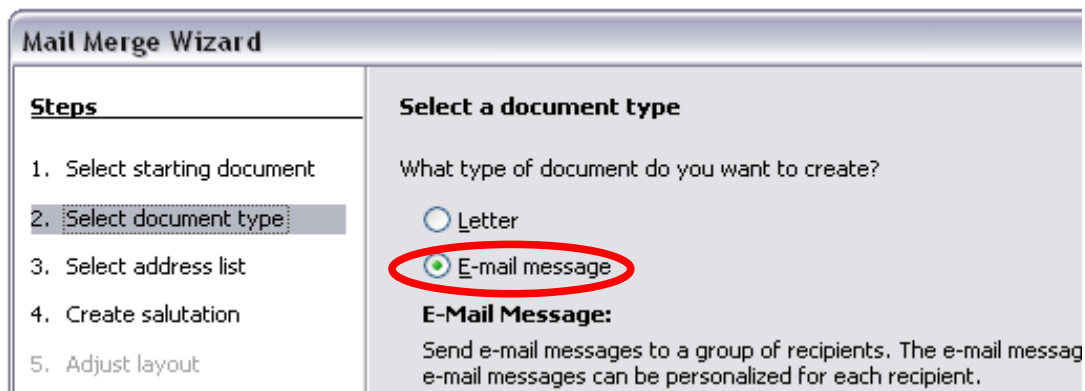 Mail Merge Wizard
Steps
1. Select starting document
2. Select document type
3. Select address list
4. Create salutation
5. Adjust layout
Select a document type
What type of document do you want to create?
Letter
E-mail message
E-Mail Message:
Send e-mail messages to a group of recipients. The e-mail messag
e-mail messages can be personalized for each recipient.